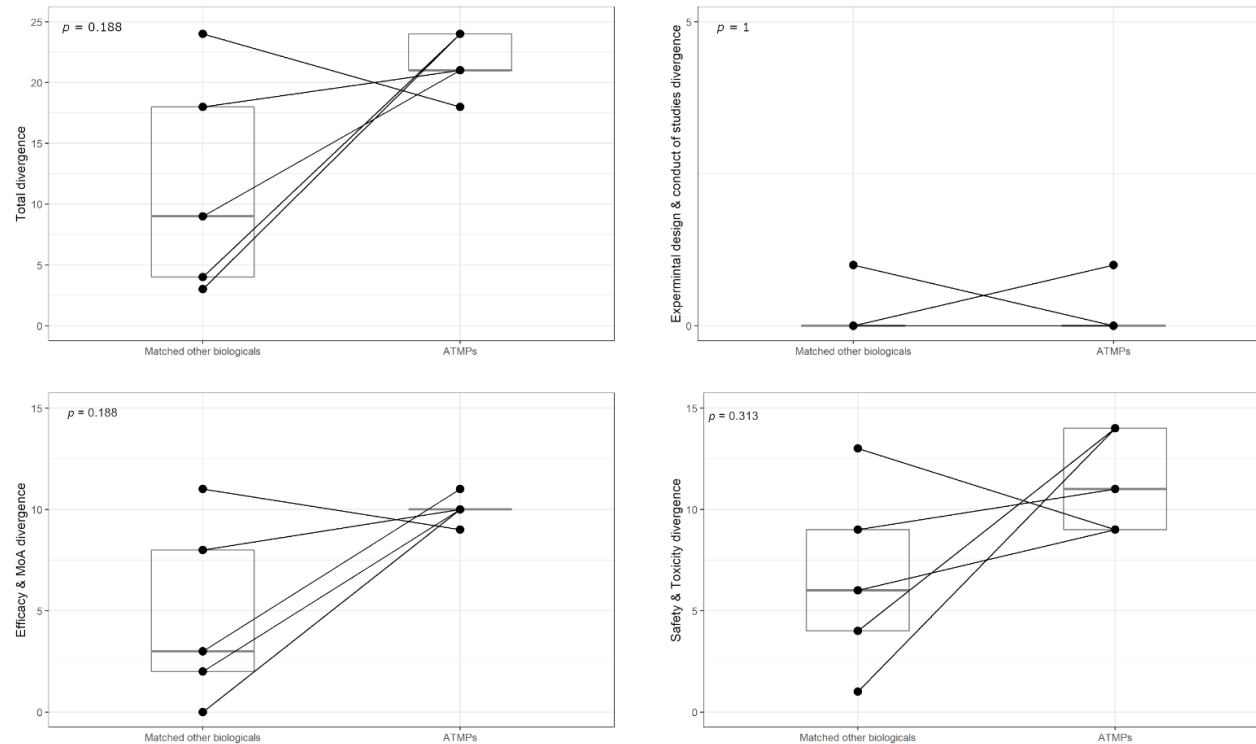 Total divergence
25
20
15
10
5
0
p = 0.188
Matched other biologicals
ATMPs
Expermintal design & conduct of studies divergence
5
0
p = 1
Matched other biologicals
ATMPs
Efficacy & MoA divergence
15
10
5
0
p = 0.188
Matched other biologicals
ATMPs
Safety & Toxicity divergence
15
10
5
0
p = 0.313
Matched other biologicals
ATMPs